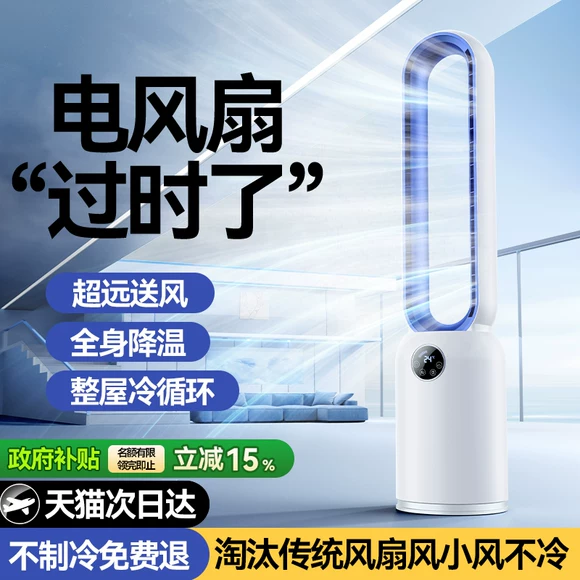 电风扇
“过时了”
超远送风
全身降温
整屋冷循环
政府补贴 名额有限 领完即止 立减15%
天猫次日达
不制冷免费退 淘汰传统风扇风小风不冷
24°